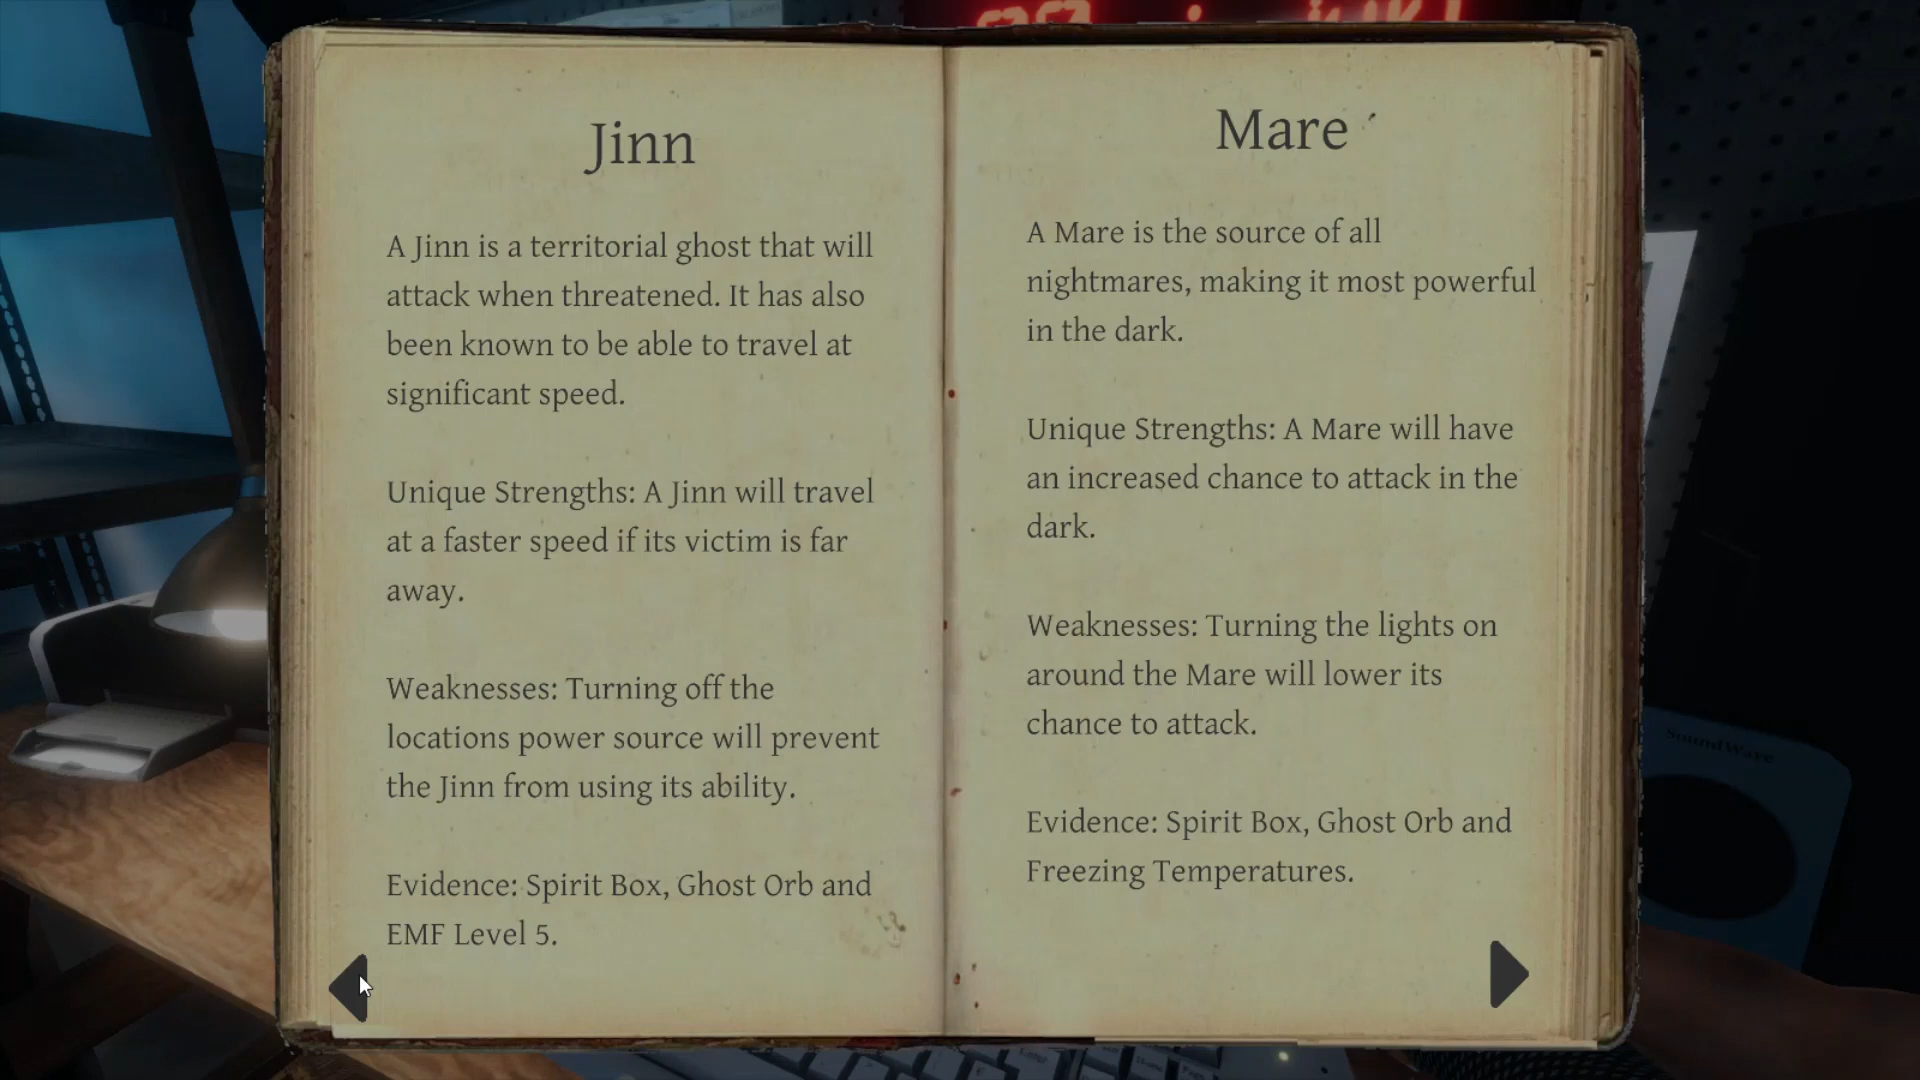 Jinn
A Jinn is a territorial ghost that will
attack when threatened. It has also
been known to be able to travel at
significant speed.
Unique Strengths: A Jinn will travel
at a faster speed if its victim is far
away.
Weaknesses: Turning off the
locations power source will prevent
the Jinn from using its ability.
Evidence: Spirit Box, Ghost Orb and
EMF Level 5.
Mare
A Mare is the source of all
nightmares, making it most powerful
in the dark.
Unique Strengths: A Mare will have
an increased chance to attack in the
dark.
Weaknesses: Turning the lights on
around the Mare will lower its
chance to attack.
Evidence: Spirit Box, Ghost Orb and
Freezing Temperatures.
SoundWave